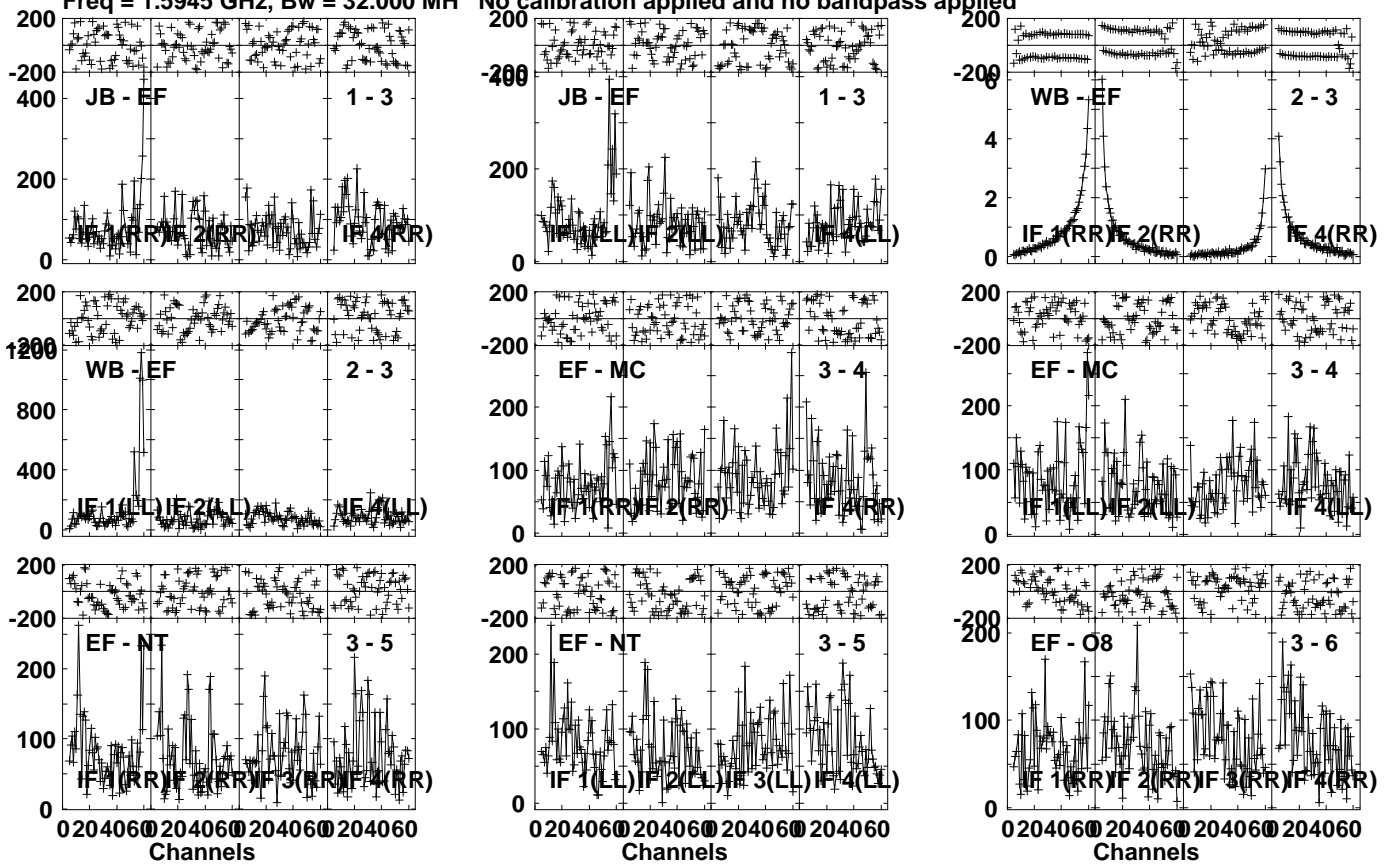 Freq = 1.5945 GHz, Bw = 32.000 MH No calibration applied and no bandpass applied
200
-200
JB - EF 1 - 3
400
200
0
IF 1(RR) IF 2(RR) IF 4(RR)
200
-200
400
JB - EF 1 - 3
200
0
IF 1(LL) IF 2(LL) IF 4(LL)
200
-200
6
WB - EF 2 - 3
4
2
0
IF 1(RR) IF 2(RR) IF 4(RR)
200
-200
1200
WB - EF 2 - 3
800
400
0
IF 1(LL) IF 2(LL) IF 4(LL)
200
-200
EF - MC 3 - 4
200
100
0
IF 1(RR) IF 2(RR) IF 4(RR)
200
-200
EF - MC 3 - 4
200
100
0
IF 1(LL) IF 2(LL) IF 4(LL)
200
-200
EF - NT 3 - 5
200
100
0
IF 1(RR) IF 2(RR) IF 3(RR) IF 4(RR)
0 20 40 60 0 20 40 60 0 20 40 60 0 20 40 60
Channels
200
-200
EF - NT 3 - 5
200
100
0
IF 1(LL) IF 2(LL) IF 3(LL) IF 4(LL)
0 20 40 60 0 20 40 60 0 20 40 60 0 20 40 60
Channels
200
-200
200
EF - O8 3 - 6
100
0
IF 1(RR) IF 2(RR) IF 3(RR) IF 4(RR)
0 20 40 60 0 20 40 60 0 20 40 60 0 20 40 60
Channels